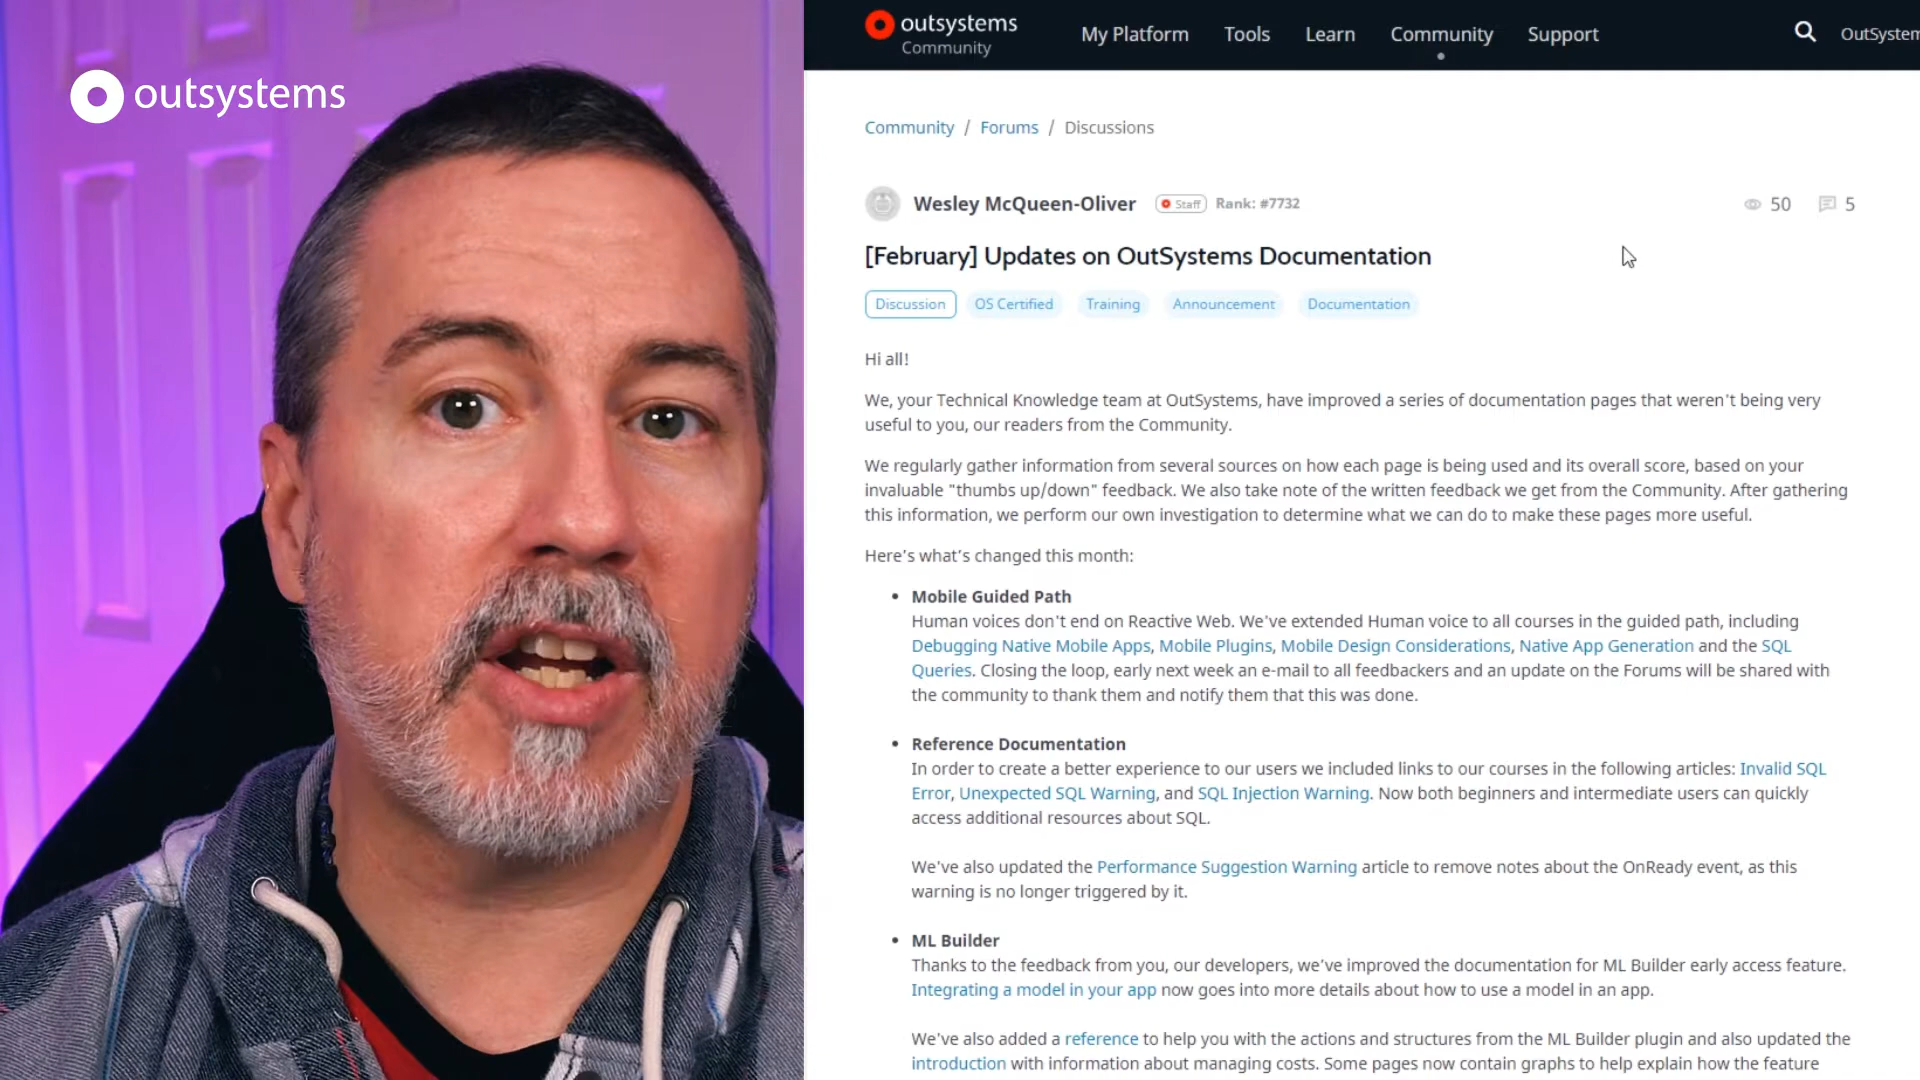 outsystems
outsystems
Community
My Platform
Tools
Learn
Community
Support
OutSystem
Community / Forums / Discussions
Wesley McQueen-Oliver
Staff
Rank: #7732
50
5
[February] Updates on OutSystems Documentation
Discussion
OS Certified
Training
Announcement
Documentation
Hi all!
We, your Technical Knowledge team at OutSystems, have improved a series of documentation pages that weren't being very
useful to you, our readers from the Community.
We regularly gather information from several sources on how each page is being used and its overall score, based on your
invaluable "thumbs up/down" feedback. We also take note of the written feedback we get from the Community. After gathering
this information, we perform our own investigation to determine what we can do to make these pages more useful.
Here's what's changed this month:
• Mobile Guided Path
Human voices don't end on Reactive Web. We've extended Human voice to all courses in the guided path, including
Debugging Native Mobile Apps, Mobile Plugins, Mobile Design Considerations, Native App Generation and the SQL
Queries. Closing the loop, early next week an e-mail to all feedbackers and an update on the Forums will be shared with
the community to thank them and notify them that this was done.
• Reference Documentation
In order to create a better experience to our users we included links to our courses in the following articles: Invalid SQL
Error, Unexpected SQL Warning, and SQL Injection Warning. Now both beginners and intermediate users can quickly
access additional resources about SQL.
We've also updated the Performance Suggestion Warning article to remove notes about the OnReady event, as this
warning is no longer triggered by it.
• ML Builder
Thanks to the feedback from you, our developers, we've improved the documentation for ML Builder early access feature.
Integrating a model in your app now goes into more details about how to use a model in an app.
We've also added a reference to help you with the actions and structures from the ML Builder plugin and also updated the
introduction with information about managing costs. Some pages now contain graphs to help explain how the feature